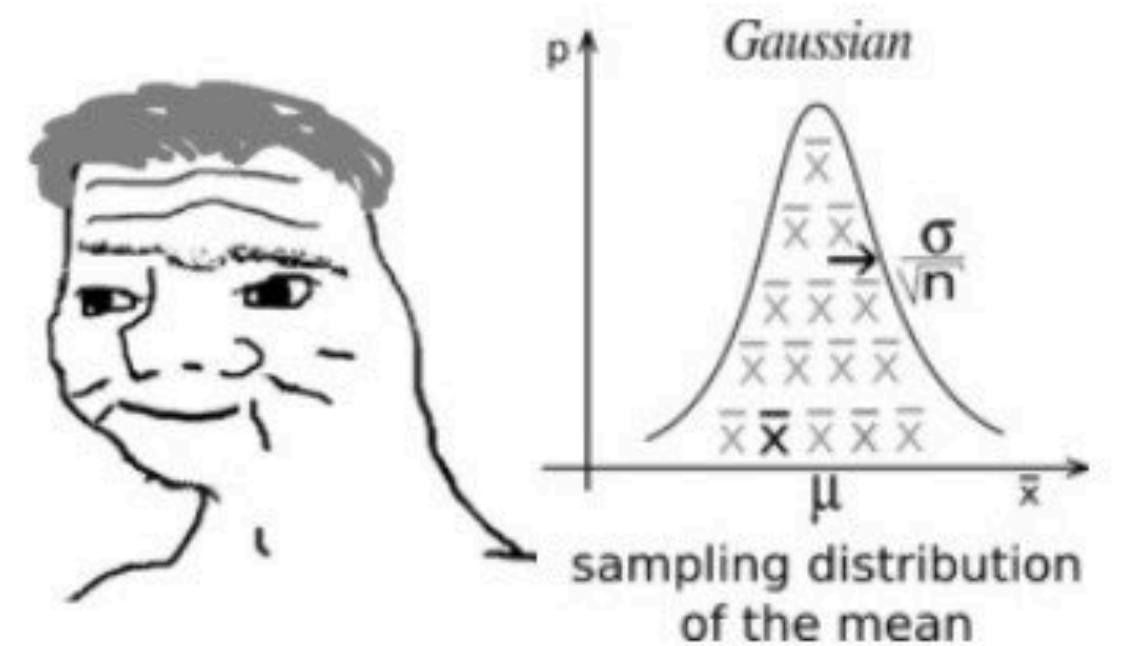 Gaussian
p
x̄
x̄ x̄
σ
√n
x̄ x̄ x̄
x̄ x̄ x̄ x̄
x̄ x̄ x̄ x̄ x̄
μ x̄
sampling distribution
of the mean